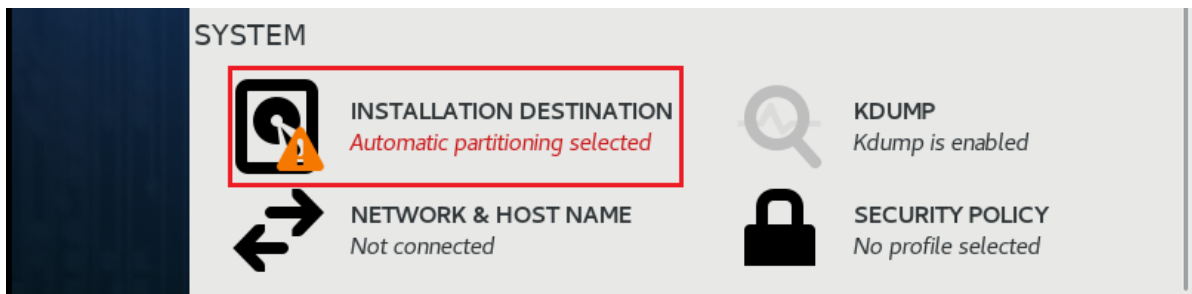 SYSTEM
INSTALLATION DESTINATION
Automatic partitioning selected
KDUMP
Kdump is enabled
NETWORK & HOST NAME
Not connected
SECURITY POLICY
No profile selected